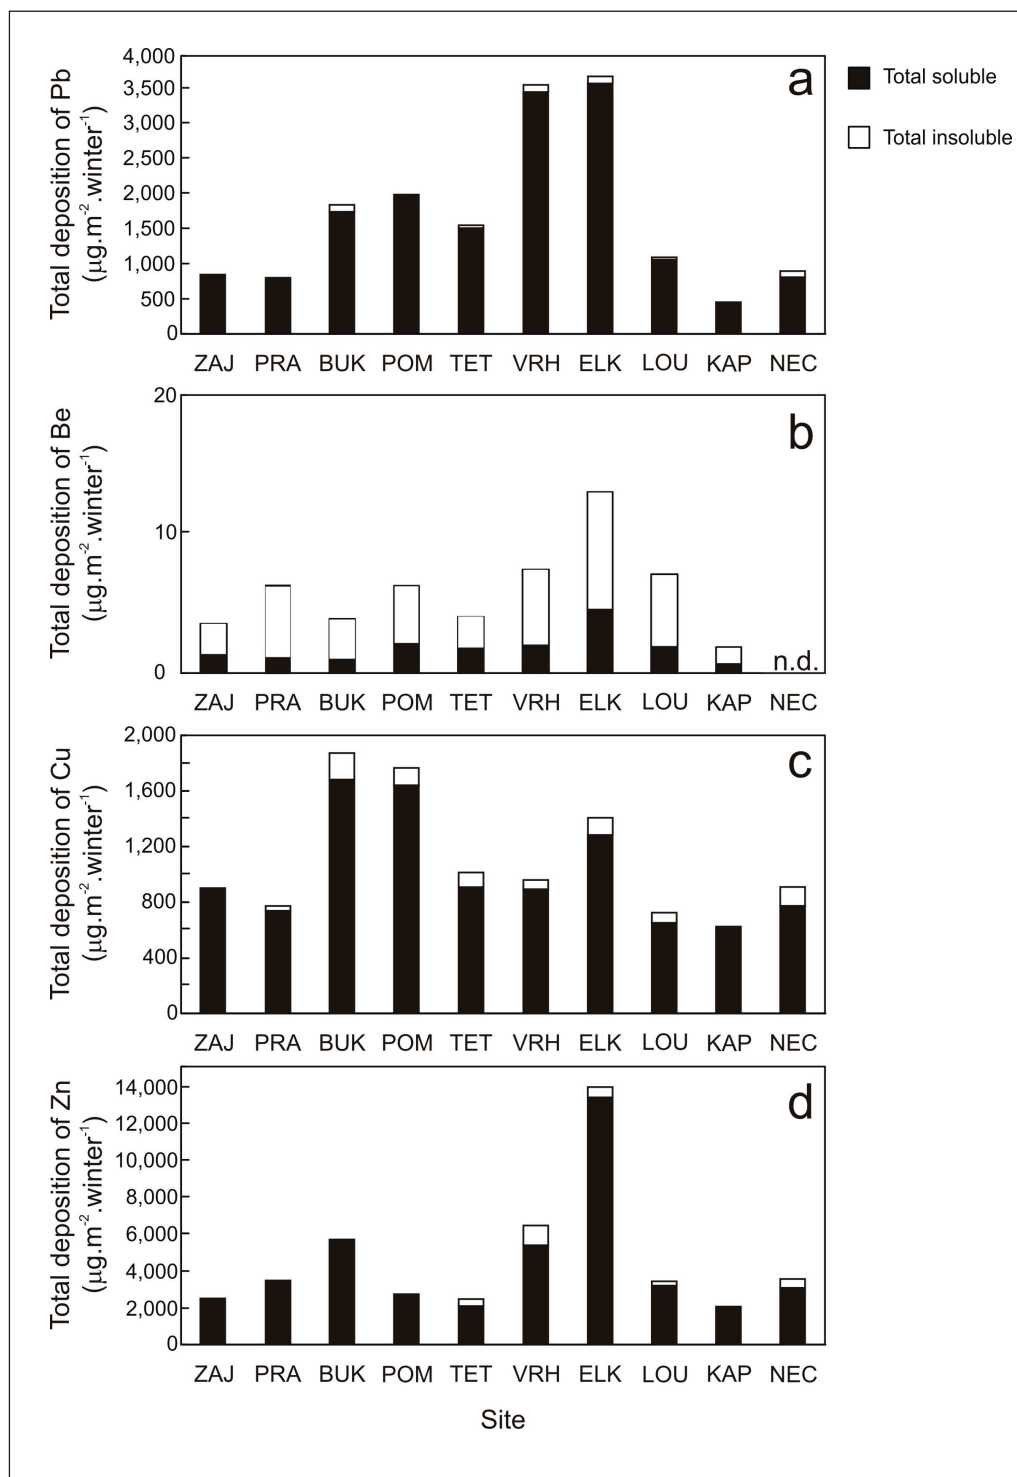 Total deposition of Pb
(μg.m-2.winter-1)
4,000
3,500
3,000
2,500
2,000
1,500
1,000
500
0
a
Total soluble
Total insoluble
ZAJ PRA BUK POM TET VRH ELK LOU KAP NEC
Total deposition of Be
(μg.m-2.winter-1)
20
10
0
b
n.d.
ZAJ PRA BUK POM TET VRH ELK LOU KAP NEC
Total deposition of Cu
(μg.m-2.winter-1)
2,000
1,600
1,200
800
400
0
c
ZAJ PRA BUK POM TET VRH ELK LOU KAP NEC
Total deposition of Zn
(μg.m-2.winter-1)
14,000
12,000
10,000
8,000
6,000
4,000
2,000
0
d
ZAJ PRA BUK POM TET VRH ELK LOU KAP NEC
Site